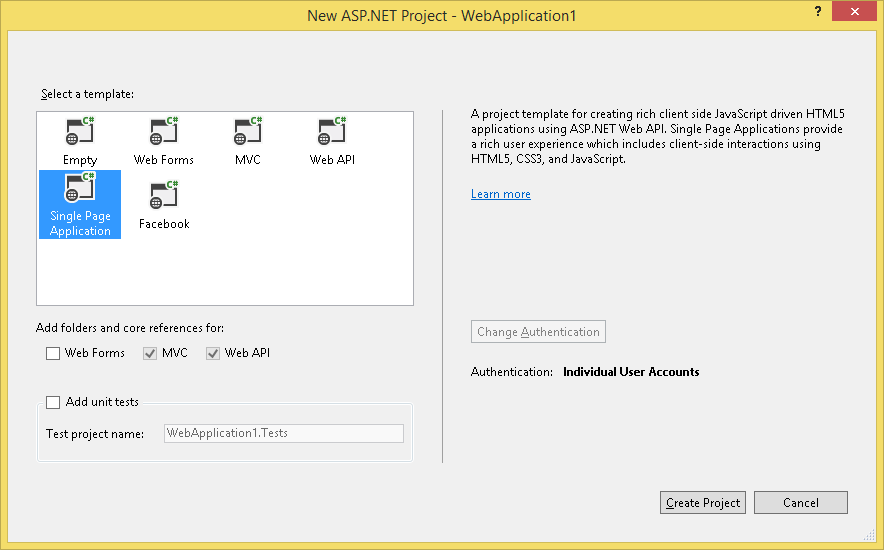 New ASP.NET Project - WebApplication1
?
Select a template:
C# C# C# C#
Empty Web Forms MVC Web API
C# C#
Single Page
Application
Facebook
A project template for creating rich client side JavaScript driven HTML5
applications using ASP.NET Web API. Single Page Applications provide
a rich user experience which includes client-side interactions using
HTML5, CSS3, and JavaScript.
Learn more
Add folders and core references for:
Web Forms MVC Web API
Add unit tests
Test project name: WebApplication1.Tests
Change Authentication
Authentication: Individual User Accounts
Create Project Cancel